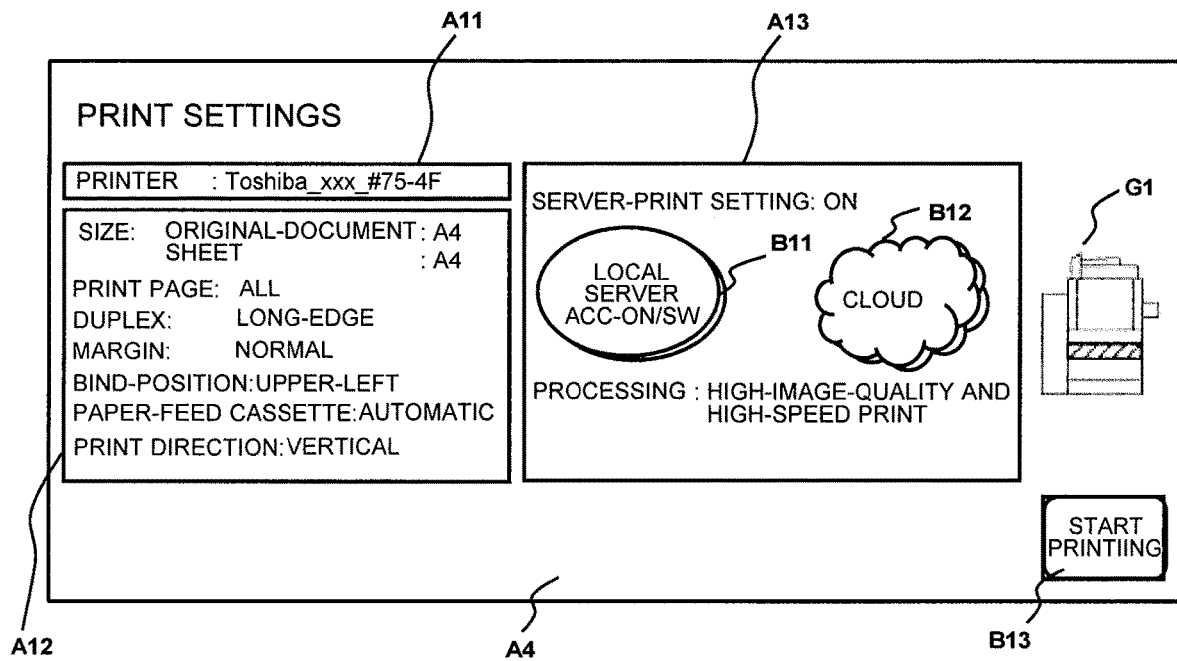 A11
A13
PRINT SETTINGS
PRINTER : Toshiba_xxx_#75-4F
SIZE: ORIGINAL-DOCUMENT : A4
SHEET : A4
PRINT PAGE: ALL
DUPLEX: LONG-EDGE
MARGIN: NORMAL
BIND-POSITION:UPPER-LEFT
PAPER-FEED CASSETTE:AUTOMATIC
PRINT DIRECTION:VERTICAL
SERVER-PRINT SETTING: ON
B12
B11
LOCAL
SERVER
ACC-ON/SW
CLOUD
PROCESSING : HIGH-IMAGE-QUALITY AND
HIGH-SPEED PRINT
G1
START
PRINTIING
A12
A4
B13